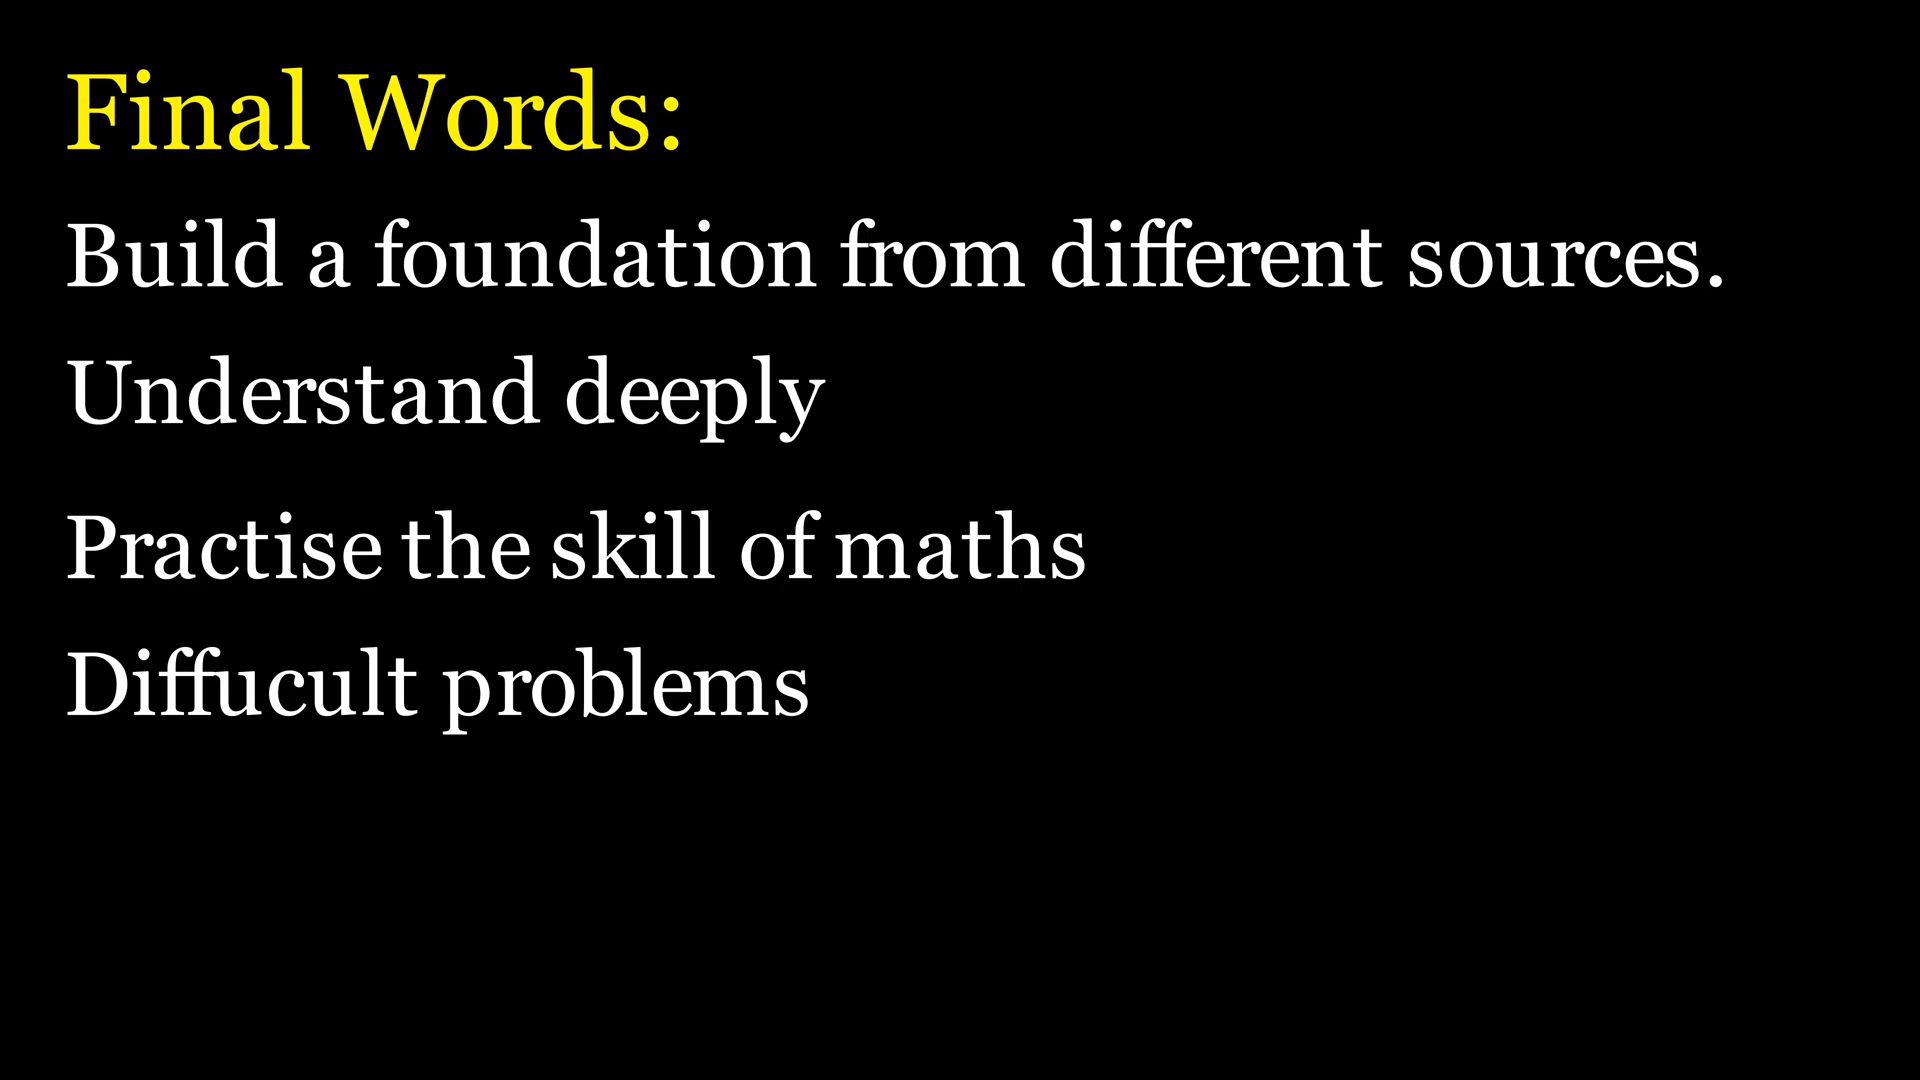 Final Words:
Build a foundation from different sources.
Understand deeply
Practise the skill of maths
Diffucult problems